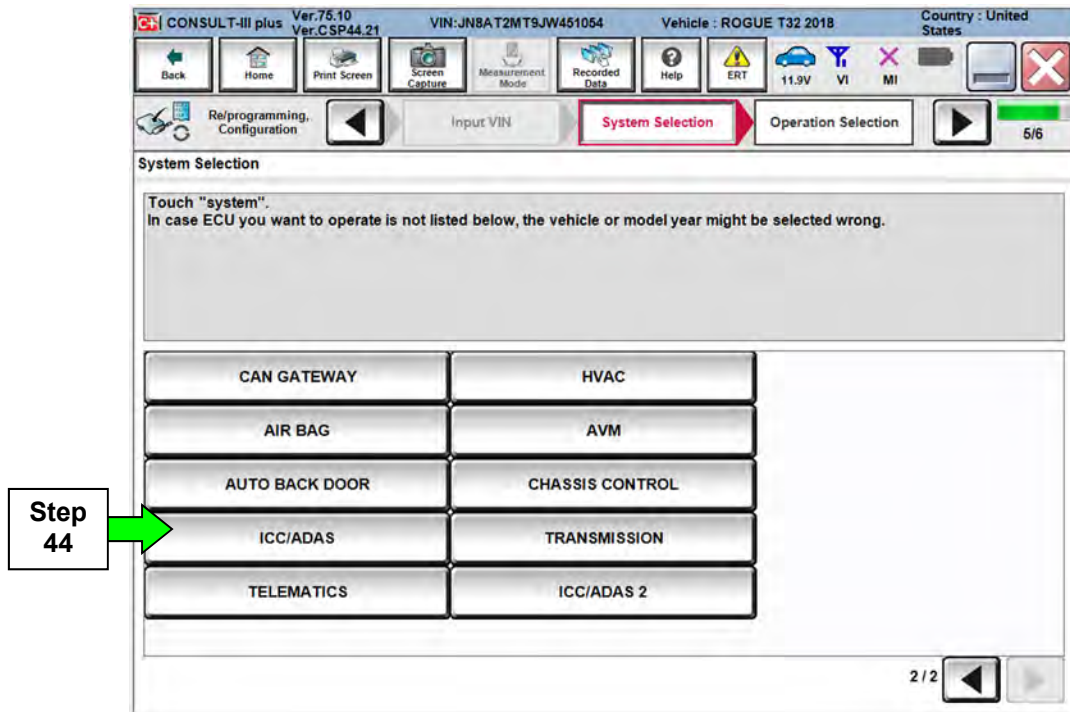 CONSULT-III plus Ver.75.10 VIN:JN8AT2MT9JW451054 Vehicle : ROGUE T32 2018 Country : United
Ver.CSP44.21 States
Back Home Print Screen Screen Capture Measurement Mode Recorded Data Help ERT 11.9V VI MI
Re/programming, Configuration Input VIN System Selection Operation Selection 5/6
System Selection
Touch "system".
In case ECU you want to operate is not listed below, the vehicle or model year might be selected wrong.
CAN GATEWAY HVAC
AIR BAG AVM
AUTO BACK DOOR CHASSIS CONTROL
Step
44
ICC/ADAS TRANSMISSION
TELEMATICS ICC/ADAS 2
2/2